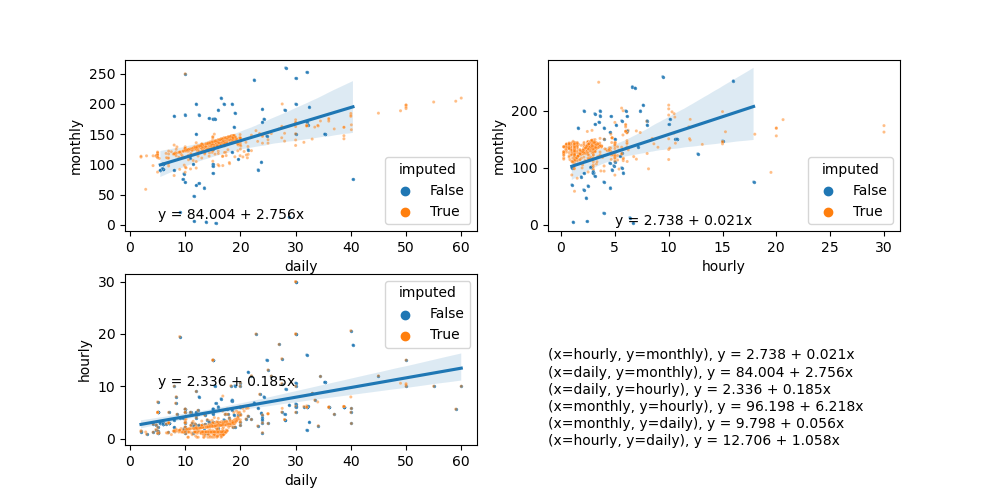 monthly
250
200
150
100
50
0
0
10
20
30
40
50
60
daily
y = 84.004 + 2.756x
imputed
False
True
monthly
200
100
0
0
5
10
15
20
25
30
hourly
y = 2.738 + 0.021x
imputed
False
True
hourly
30
20
10
0
0
10
20
30
40
50
60
daily
y = 2.336 + 0.185x
imputed
False
True
(x=hourly, y=monthly), y = 2.738 + 0.021x
(x=daily, y=monthly), y = 84.004 + 2.756x
(x=daily, y=hourly), y = 2.336 + 0.185x
(x=monthly, y=hourly), y = 96.198 + 6.218x
(x=monthly, y=daily), y = 9.798 + 0.056x
(x=hourly, y=daily), y = 12.706 + 1.058x